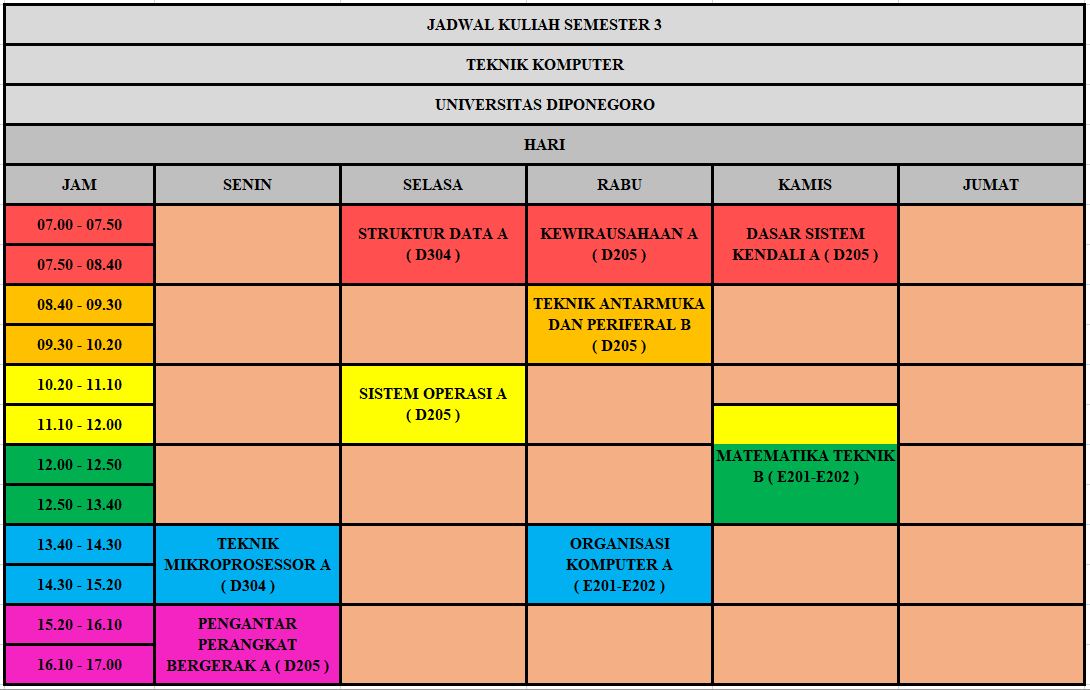 JADWAL KULIAH SEMESTER 3
TEKNIK KOMPUTER
UNIVERSITAS DIPONEGORO
HARI
JAM SENIN SELASA RABU KAMIS JUMAT
07.00 - 07.50
07.50 - 08.40
STRUKTUR DATA A
( D304 )
KEWIRAUSAHAAN A
( D205 )
DASAR SISTEM
KENDALI A ( D205 )
08.40 - 09.30
09.30 - 10.20
TEKNIK ANTARMUKA
DAN PERIFERAL B
( D205 )
10.20 - 11.10
11.10 - 12.00
SISTEM OPERASI A
( D205 )
12.00 - 12.50
12.50 - 13.40
MATEMATIKA TEKNIK
B ( E201-E202 )
13.40 - 14.30
14.30 - 15.20
TEKNIK
MIKROPROSESSOR A
( D304 )
ORGANISASI
KOMPUTER A
( E201-E202 )
15.20 - 16.10
16.10 - 17.00
PENGANTAR
PERANGKAT
BERGERAK A ( D205 )